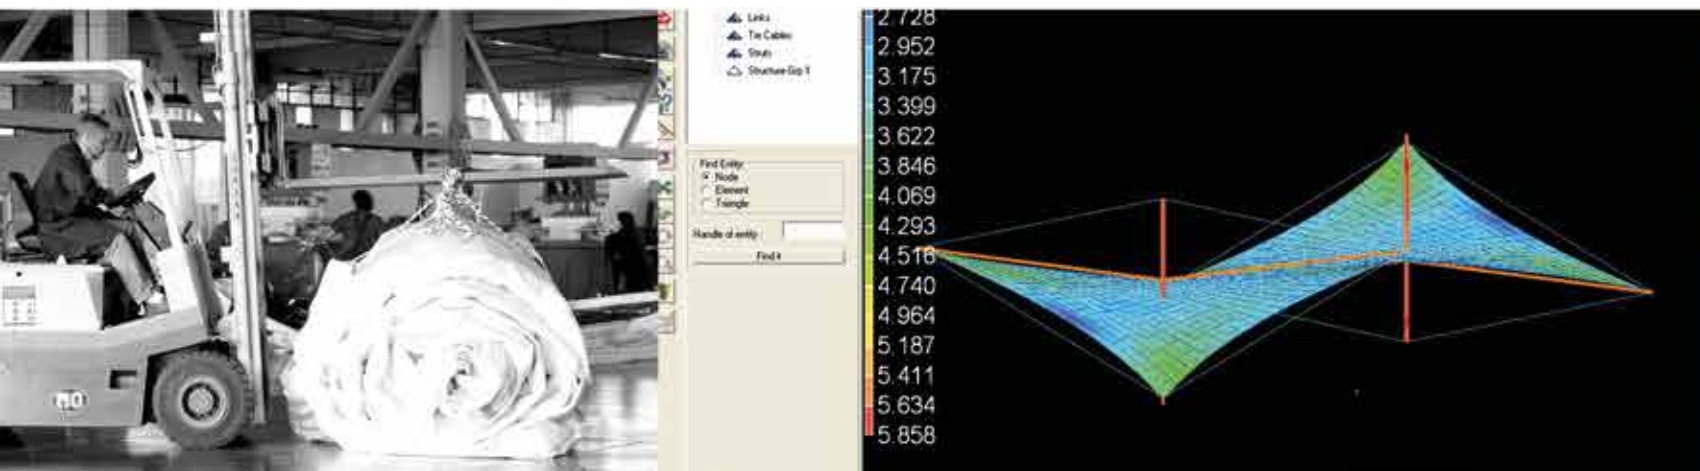 Links
Tie Cables
Struts
Structure Grp 1
Find Entity
Node
Element
Triangle
Handle of entity :
Find it
2.728
2.952
3.175
3.399
3.622
3.846
4.069
4.293
4.516
4.740
4.964
5.187
5.411
5.634
5.858